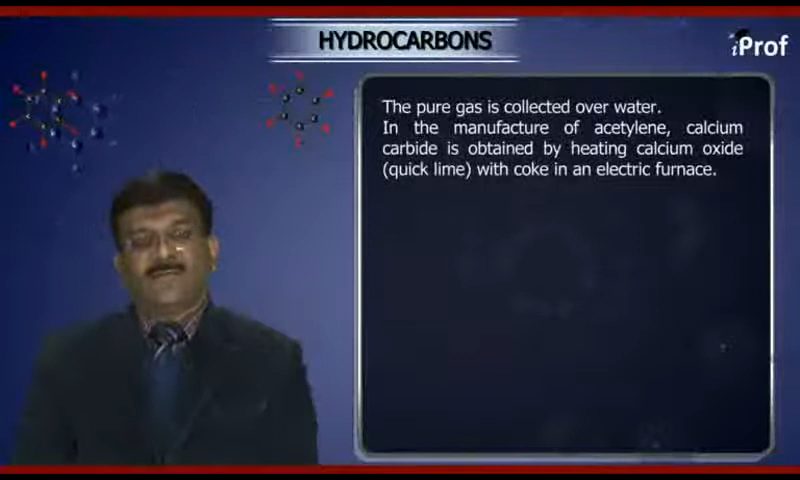 HYDROCARBONS
iProf
The pure gas is collected over water.
In the manufacture of acetylene, calcium
carbide is obtained by heating calcium oxide
(quick lime) with coke in an electric furnace.